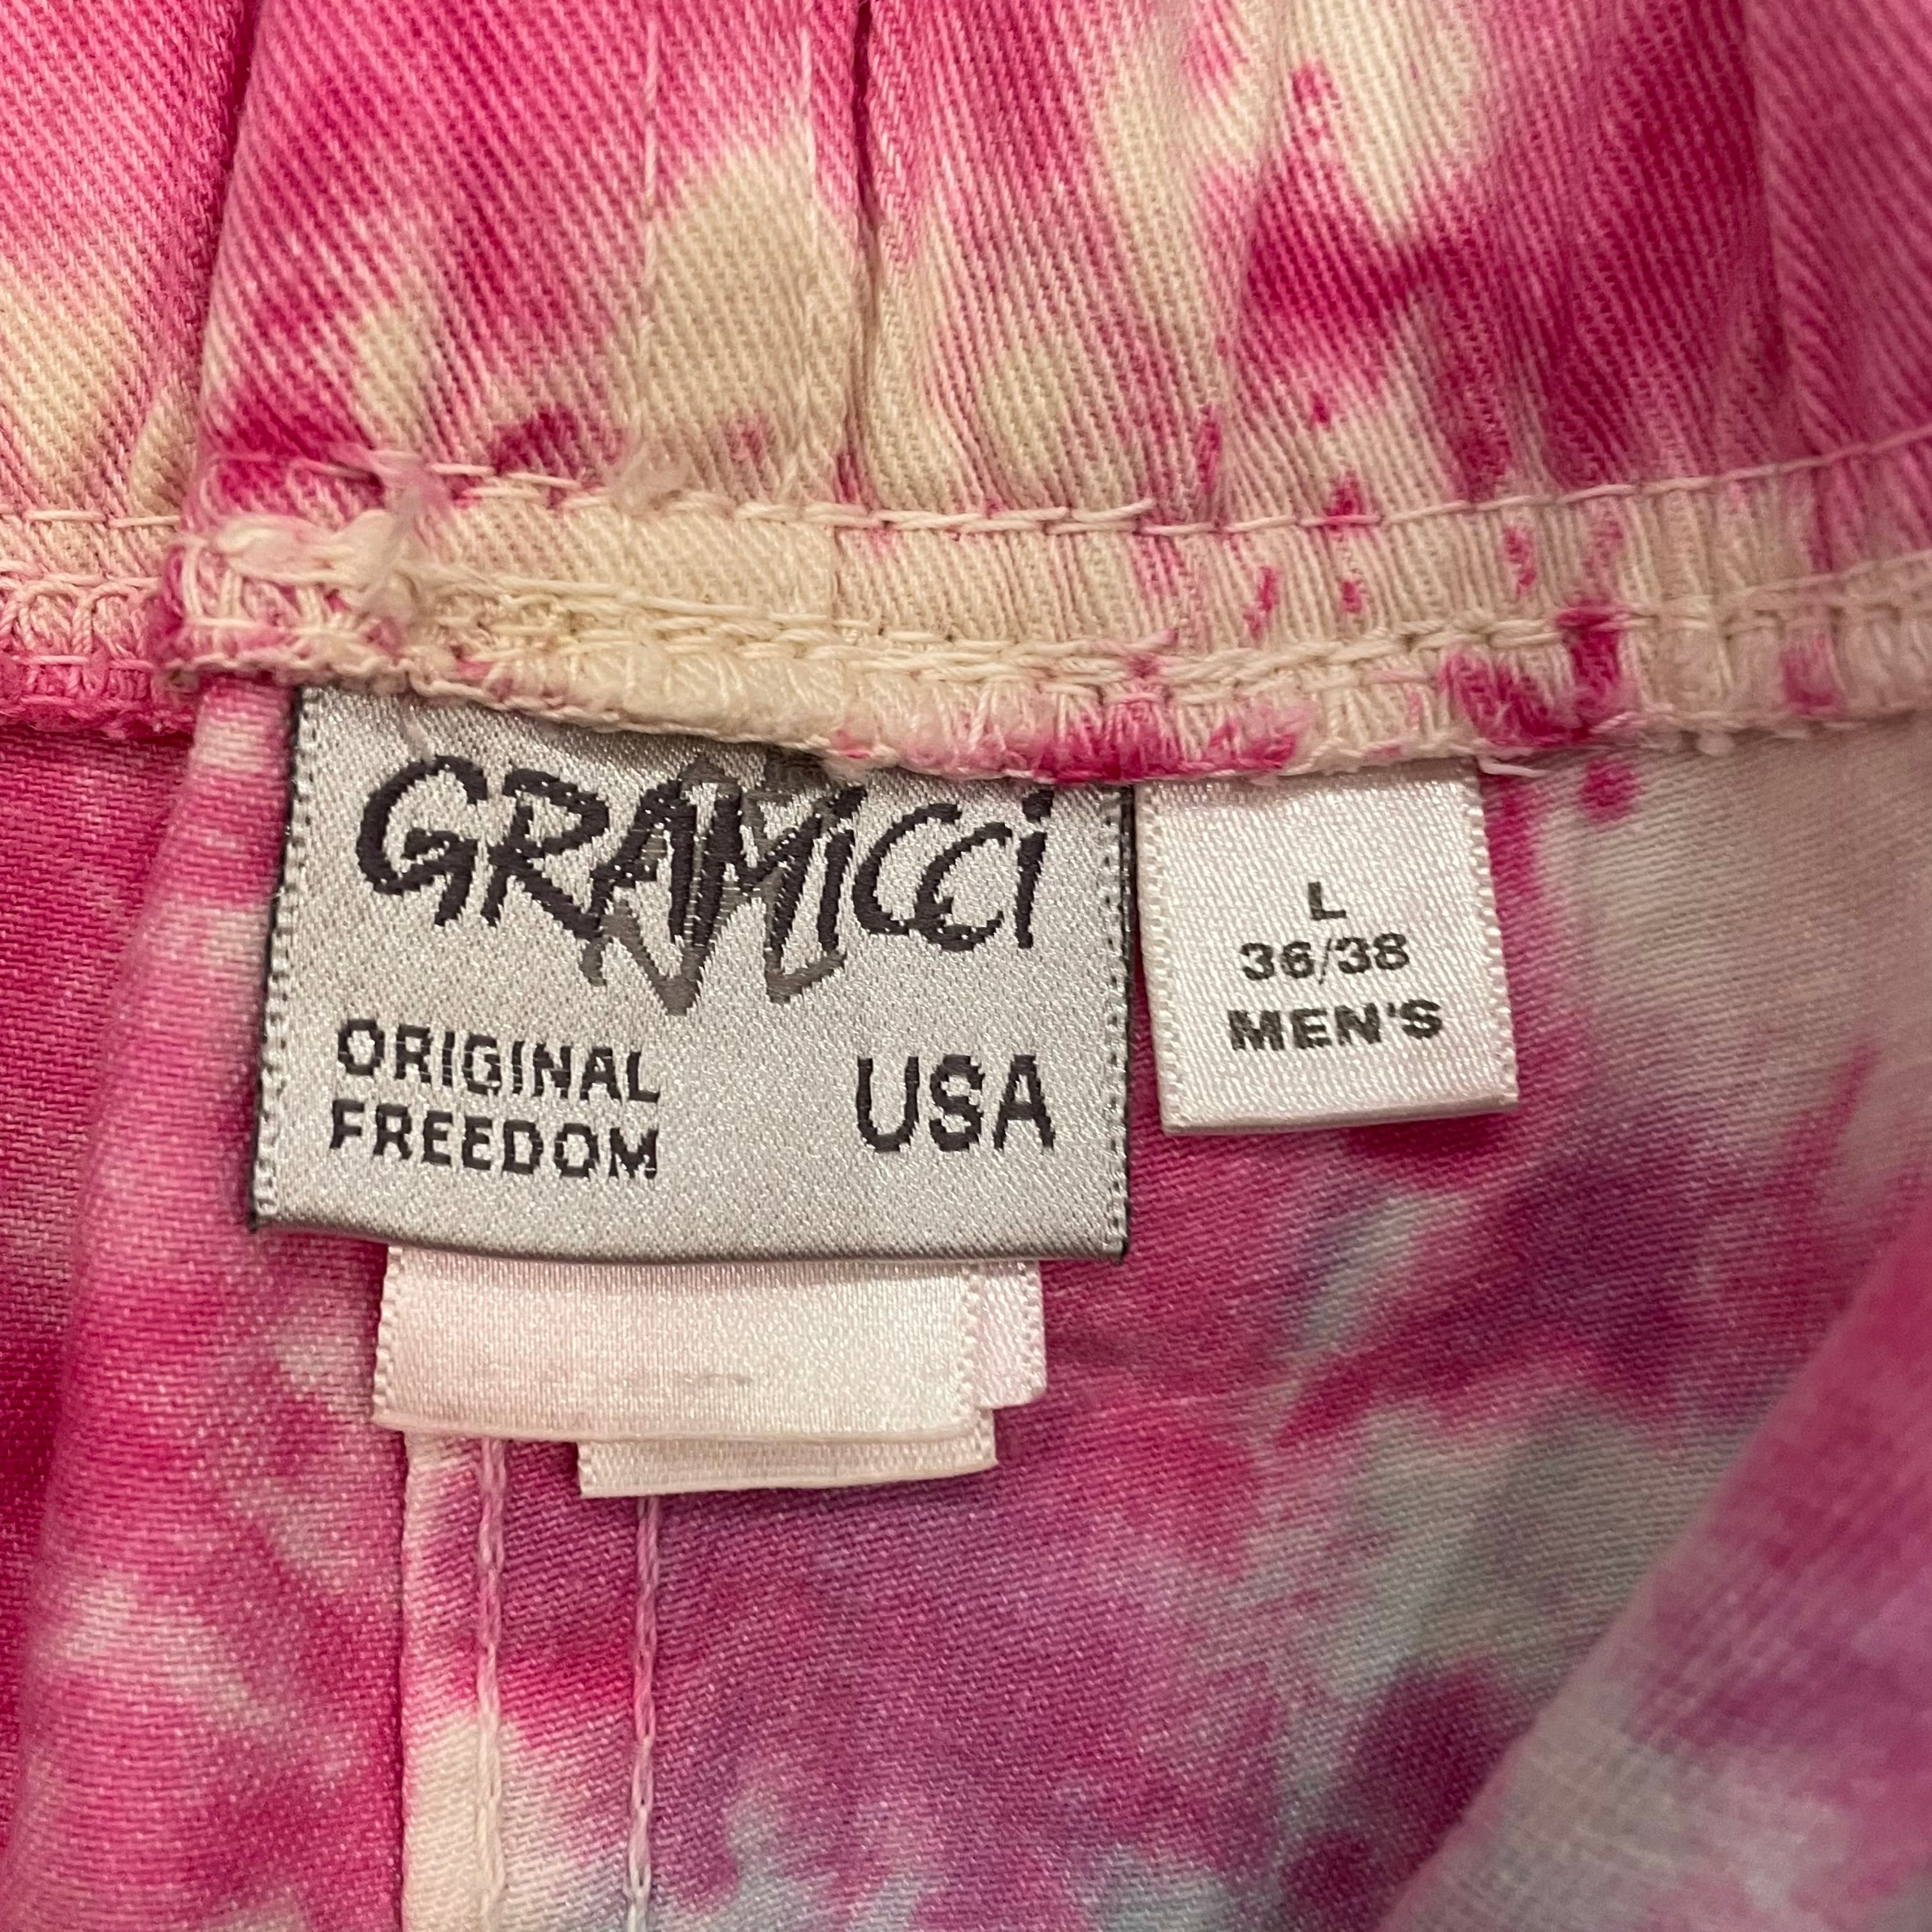 GRAMiCCi
ORIGINAL
FREEDOM
USA
L
36/38
MEN'S